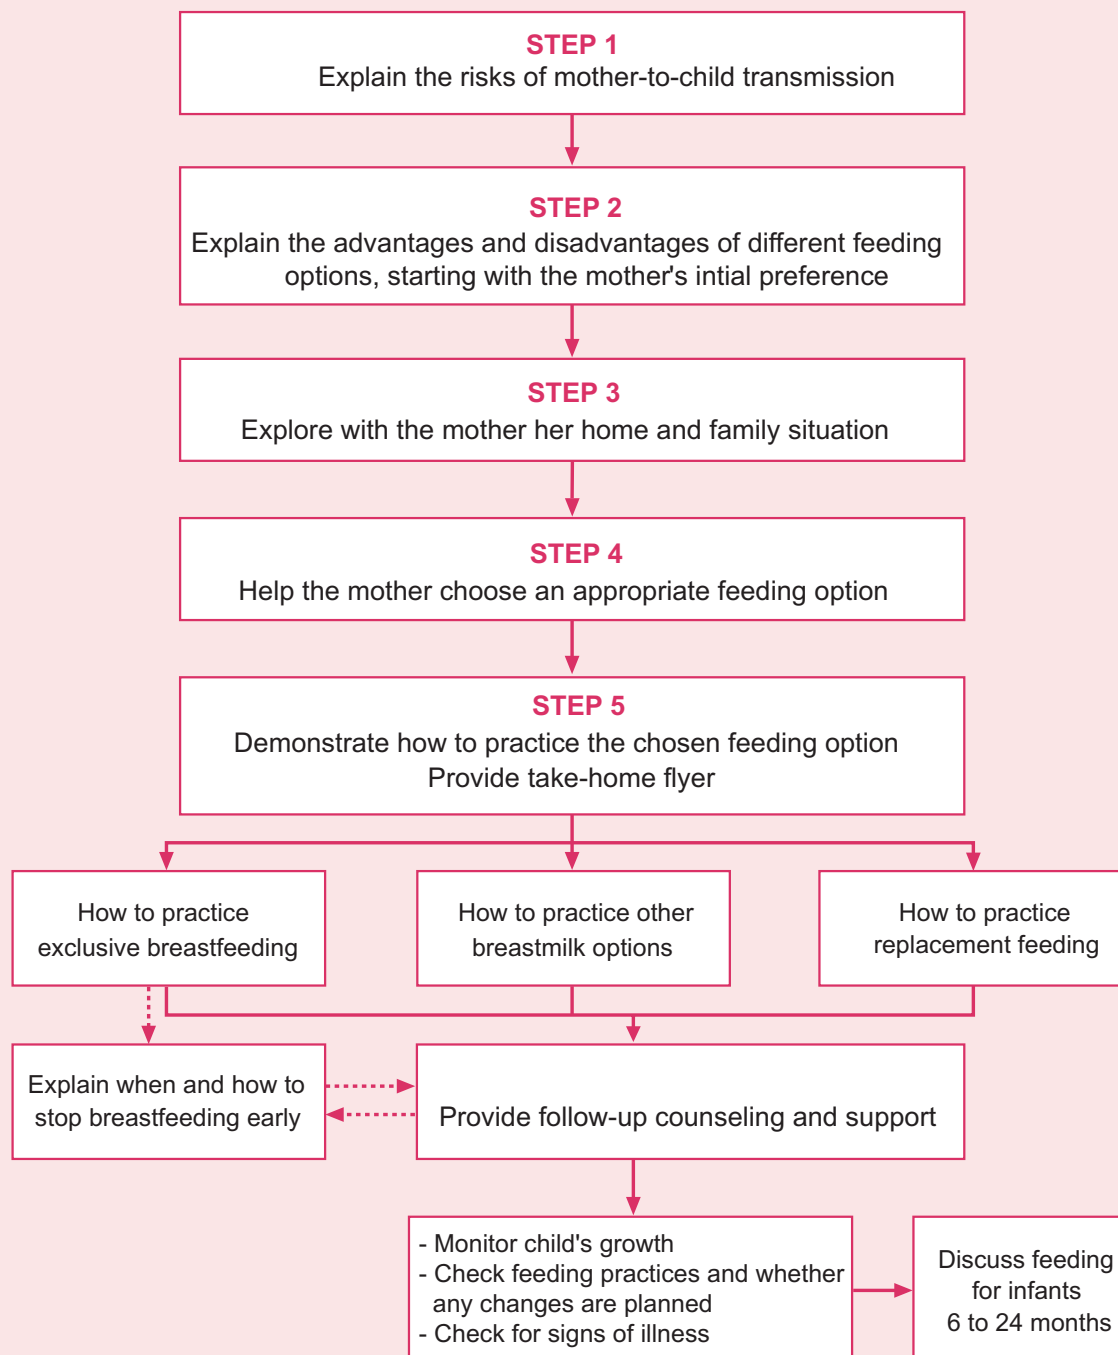 STEP 1
Explain the risks of mother-to-child transmission
STEP 2
Explain the advantages and disadvantages of different feeding
options, starting with the mother's intial preference
STEP 3
Explore with the mother her home and family situation
STEP 4
Help the mother choose an appropriate feeding option
STEP 5
Demonstrate how to practice the chosen feeding option
Provide take-home flyer
How to practice
exclusive breastfeeding
How to practice other
breastmilk options
How to practice
replacement feeding
Explain when and how to
stop breastfeeding early
Provide follow-up counseling and support
- Monitor child's growth
- Check feeding practices and whether
any changes are planned
- Check for signs of illness
Discuss feeding
for infants
6 to 24 months